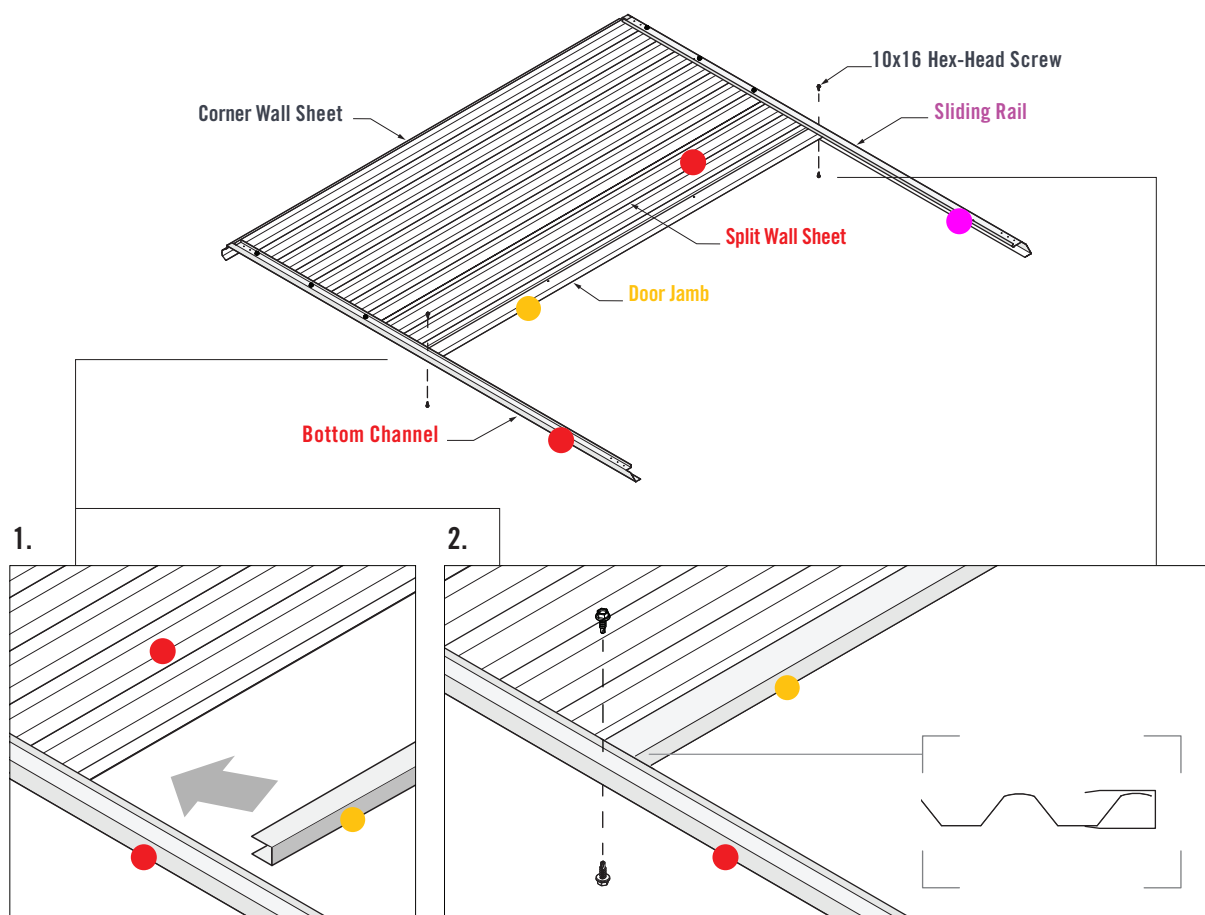 10x16 Hex-Head Screw
Corner Wall Sheet
Sliding Rail
Split Wall Sheet
Door Jamb
Bottom Channel
1.
2.